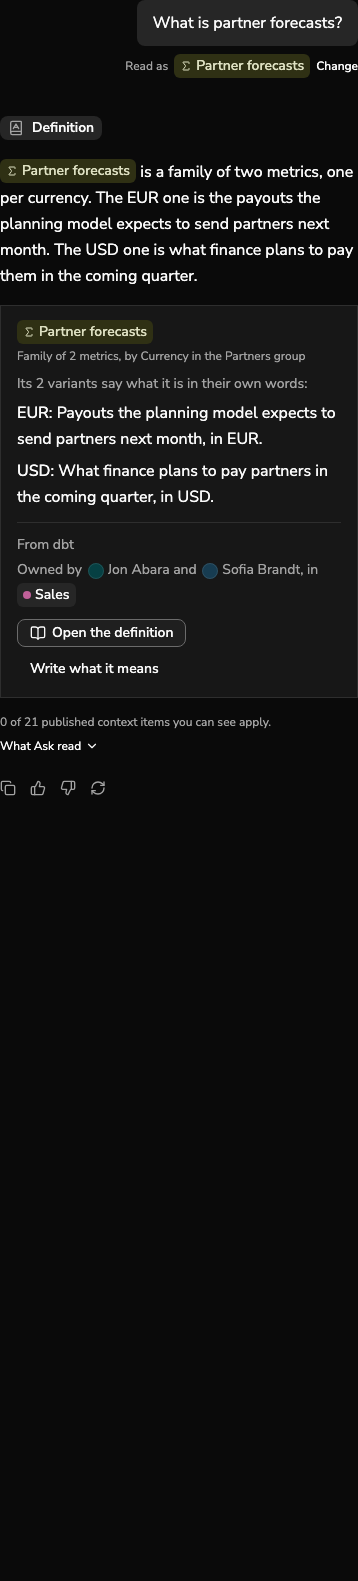 What is partner forecasts?
Read as Partner forecasts Change
Definition
Partner forecasts is a family of two metrics, one
per currency. The EUR one is the payouts the
planning model expects to send partners next
month. The USD one is what finance plans to pay
them in the coming quarter.
Partner forecasts
Family of 2 metrics, by Currency in the Partners group
Its 2 variants say what it is in their own words:
EUR: Payouts the planning model expects to
send partners next month, in EUR.
USD: What finance plans to pay partners in
the coming quarter, in USD.
From dbt
Owned by Jon Abara and Sofia Brandt, in
Sales
Open the definition
Write what it means
0 of 21 published context items you can see apply.
What Ask read